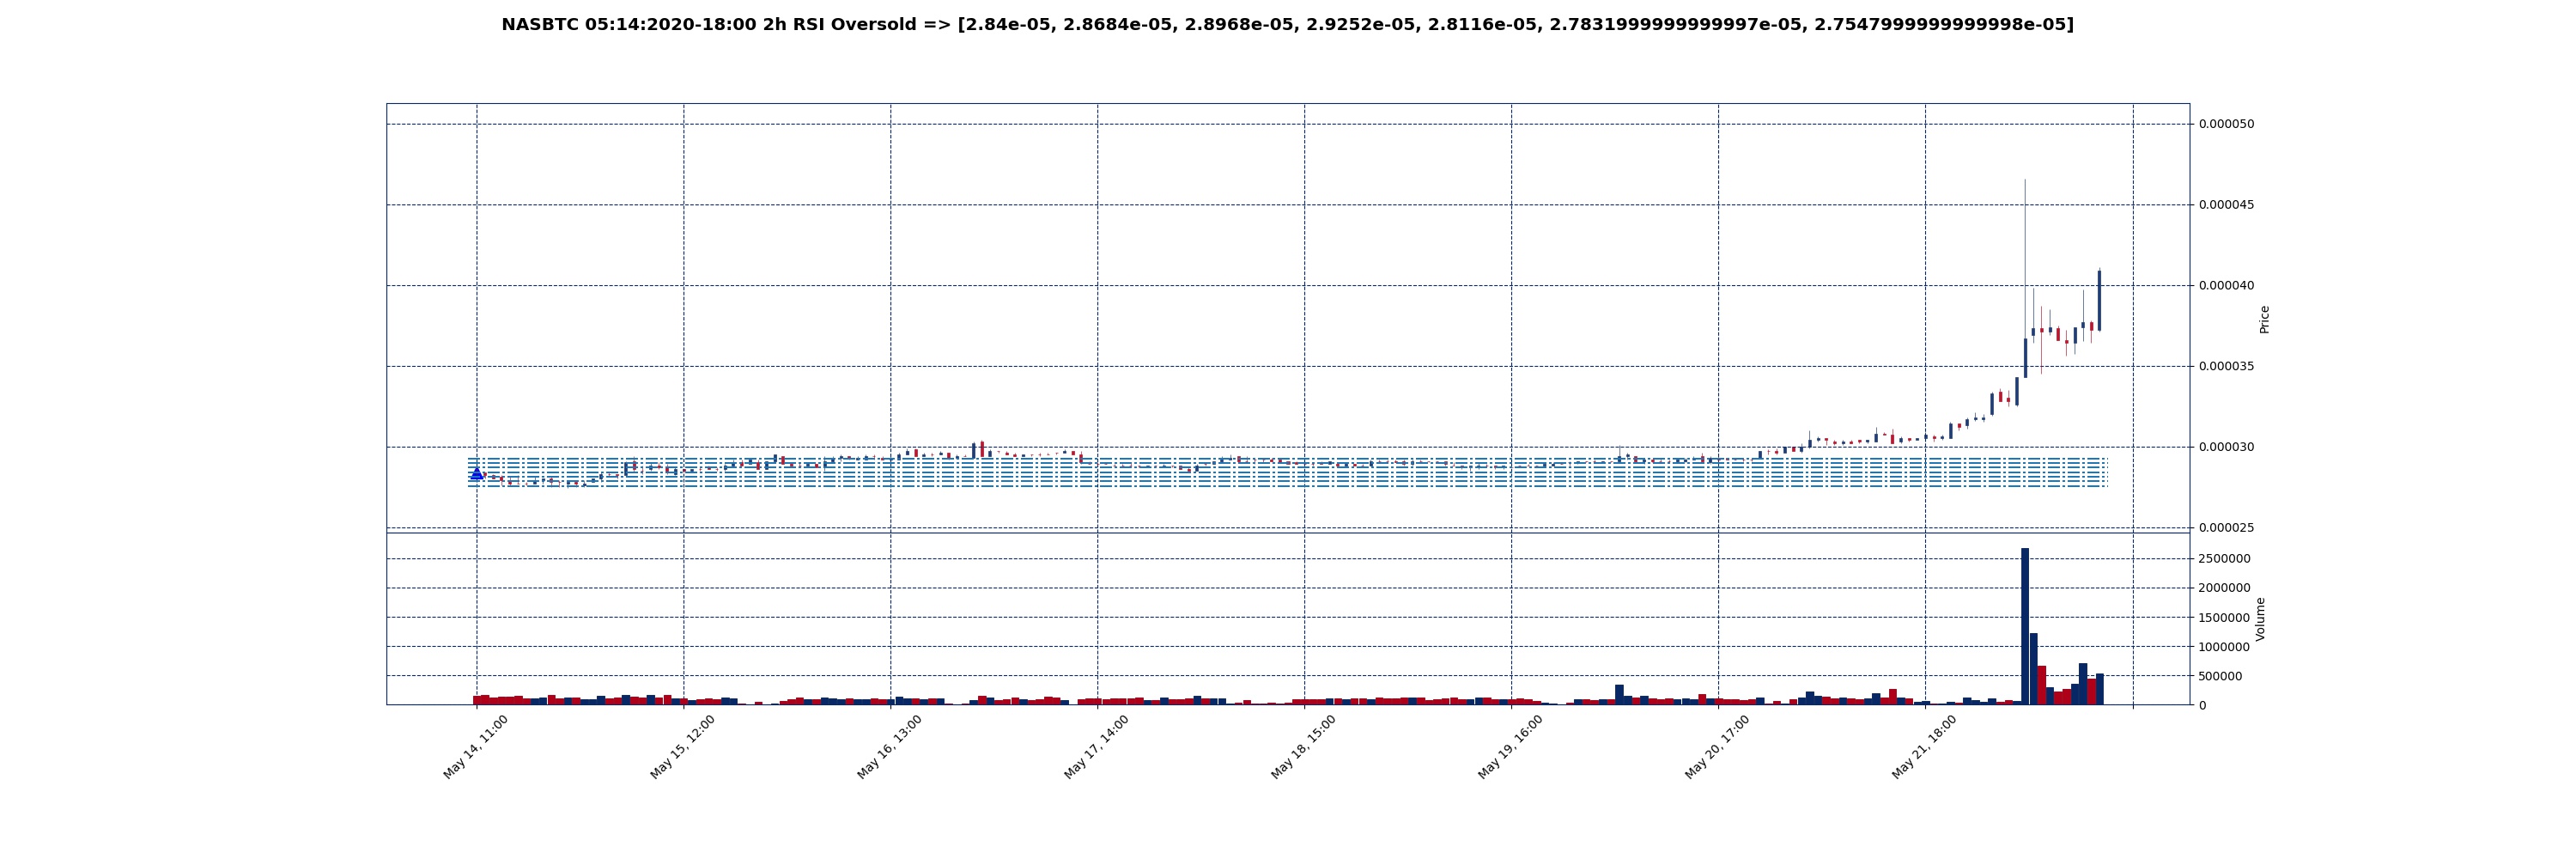 NASBTC 05:14:2020-18:00 2h RSI Oversold => [2.84e-05, 2.8684e-05, 2.8968e-05, 2.9252e-05, 2.8116e-05, 2.7831999999999997e-05, 2.7547999999999998e-05]
0.000050
0.000045
0.000040
0.000035
0.000030
0.000025
Price
2500000
2000000
1500000
1000000
500000
0
Volume
May 14, 11:00
May 15, 12:00
May 16, 13:00
May 17, 14:00
May 18, 15:00
May 19, 16:00
May 20, 17:00
May 21, 18:00